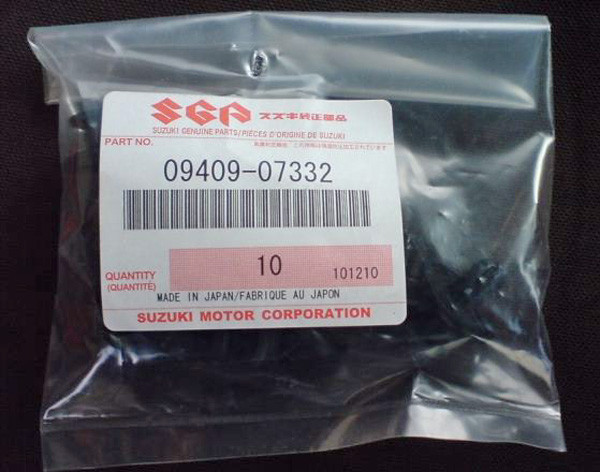 SGP スズキ純正部品
SUZUKI GENUINE PARTS/PIECES D'ORIGINE DE SUZUKI
PART NO.
09409-07332
10 101210
QUANTITY
(QUANTITÉ)
MADE IN JAPAN/FABRIQUE AU JAPON
SUZUKI MOTOR CORPORATION